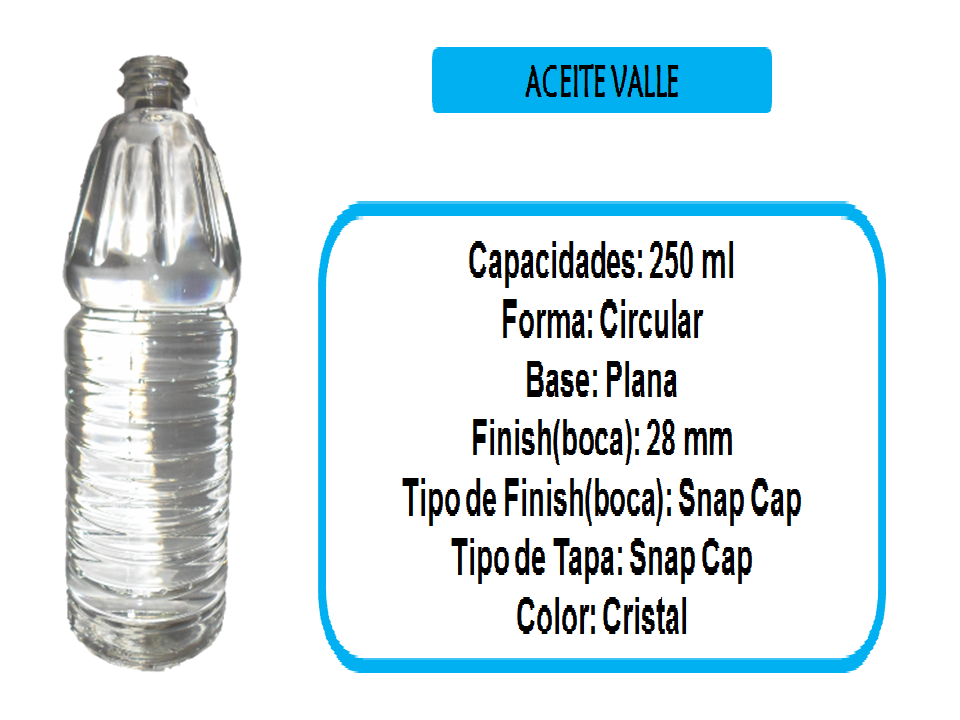 ACEITE VALLE
Capacidades: 250 ml
Forma: Circular
Base: Plana
Finish(boca): 28 mm
Tipo de Finish(boca): Snap Cap
Tipo de Tapa: Snap Cap
Color: Cristal